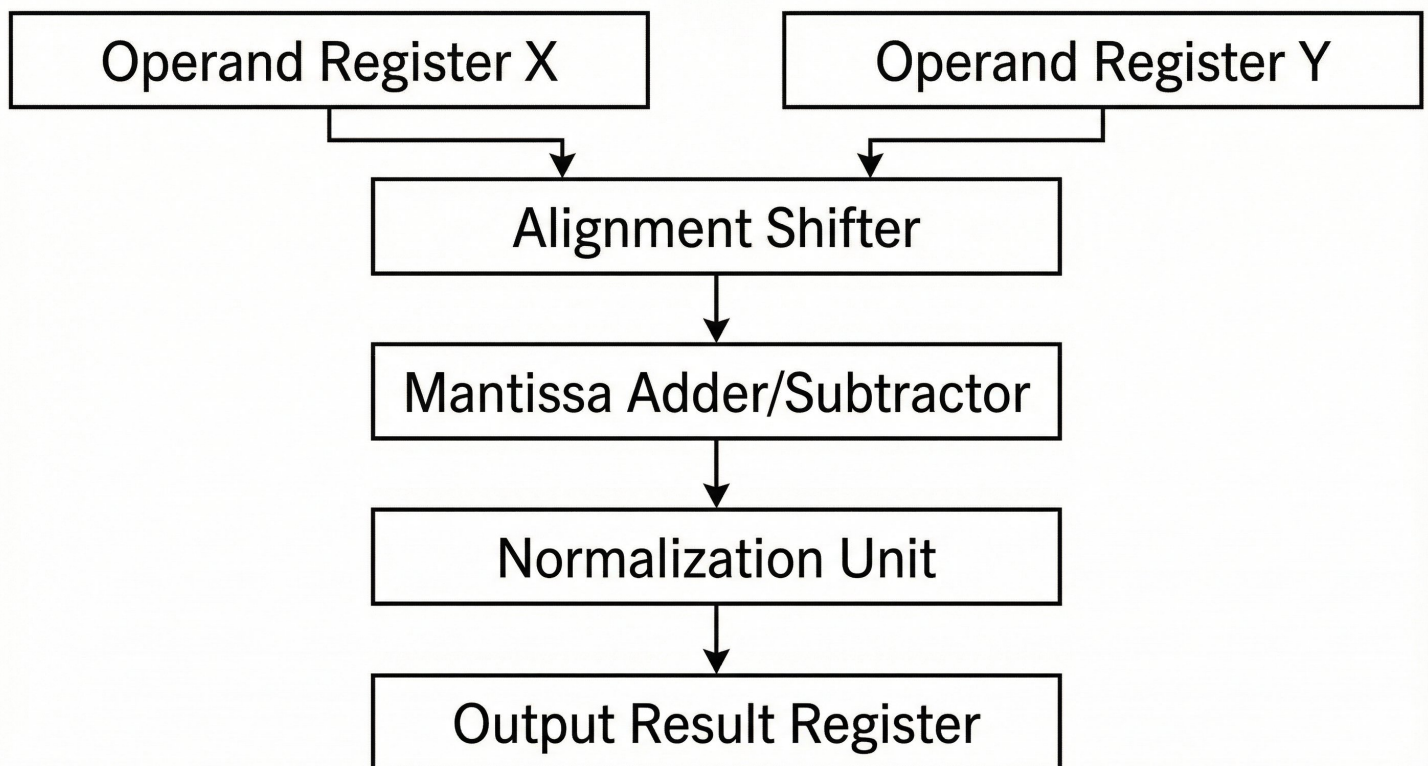 Operand Register X
Operand Register Y
Alignment Shifter
Mantissa Adder/Subtractor
Normalization Unit
Output Result Register